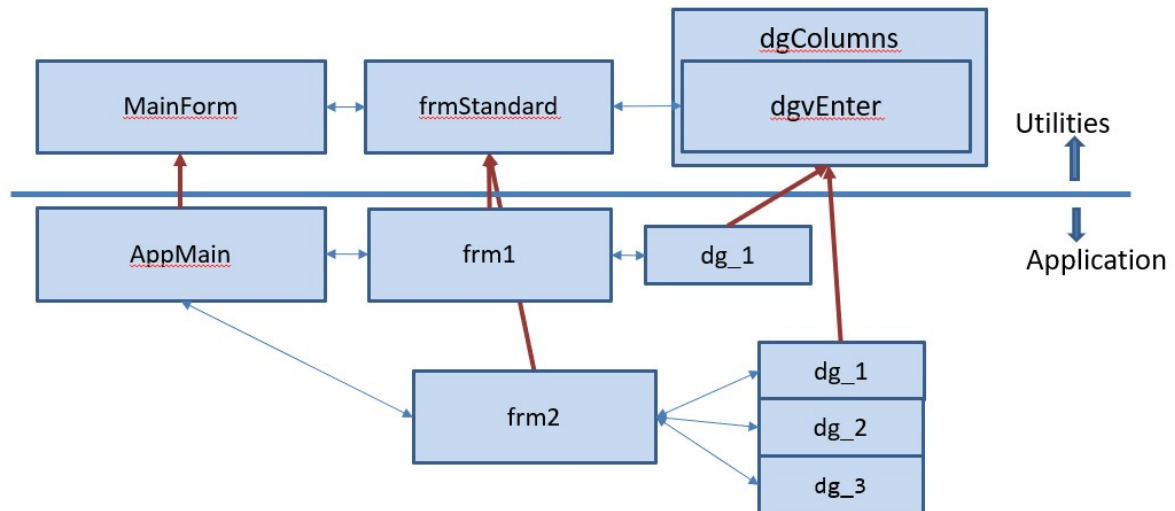 dgColumns
MainForm
frmStandard
dgvEnter
Utilities
AppMain
frm1
dg_1
Application
frm2
dg_1
dg_2
dg_3